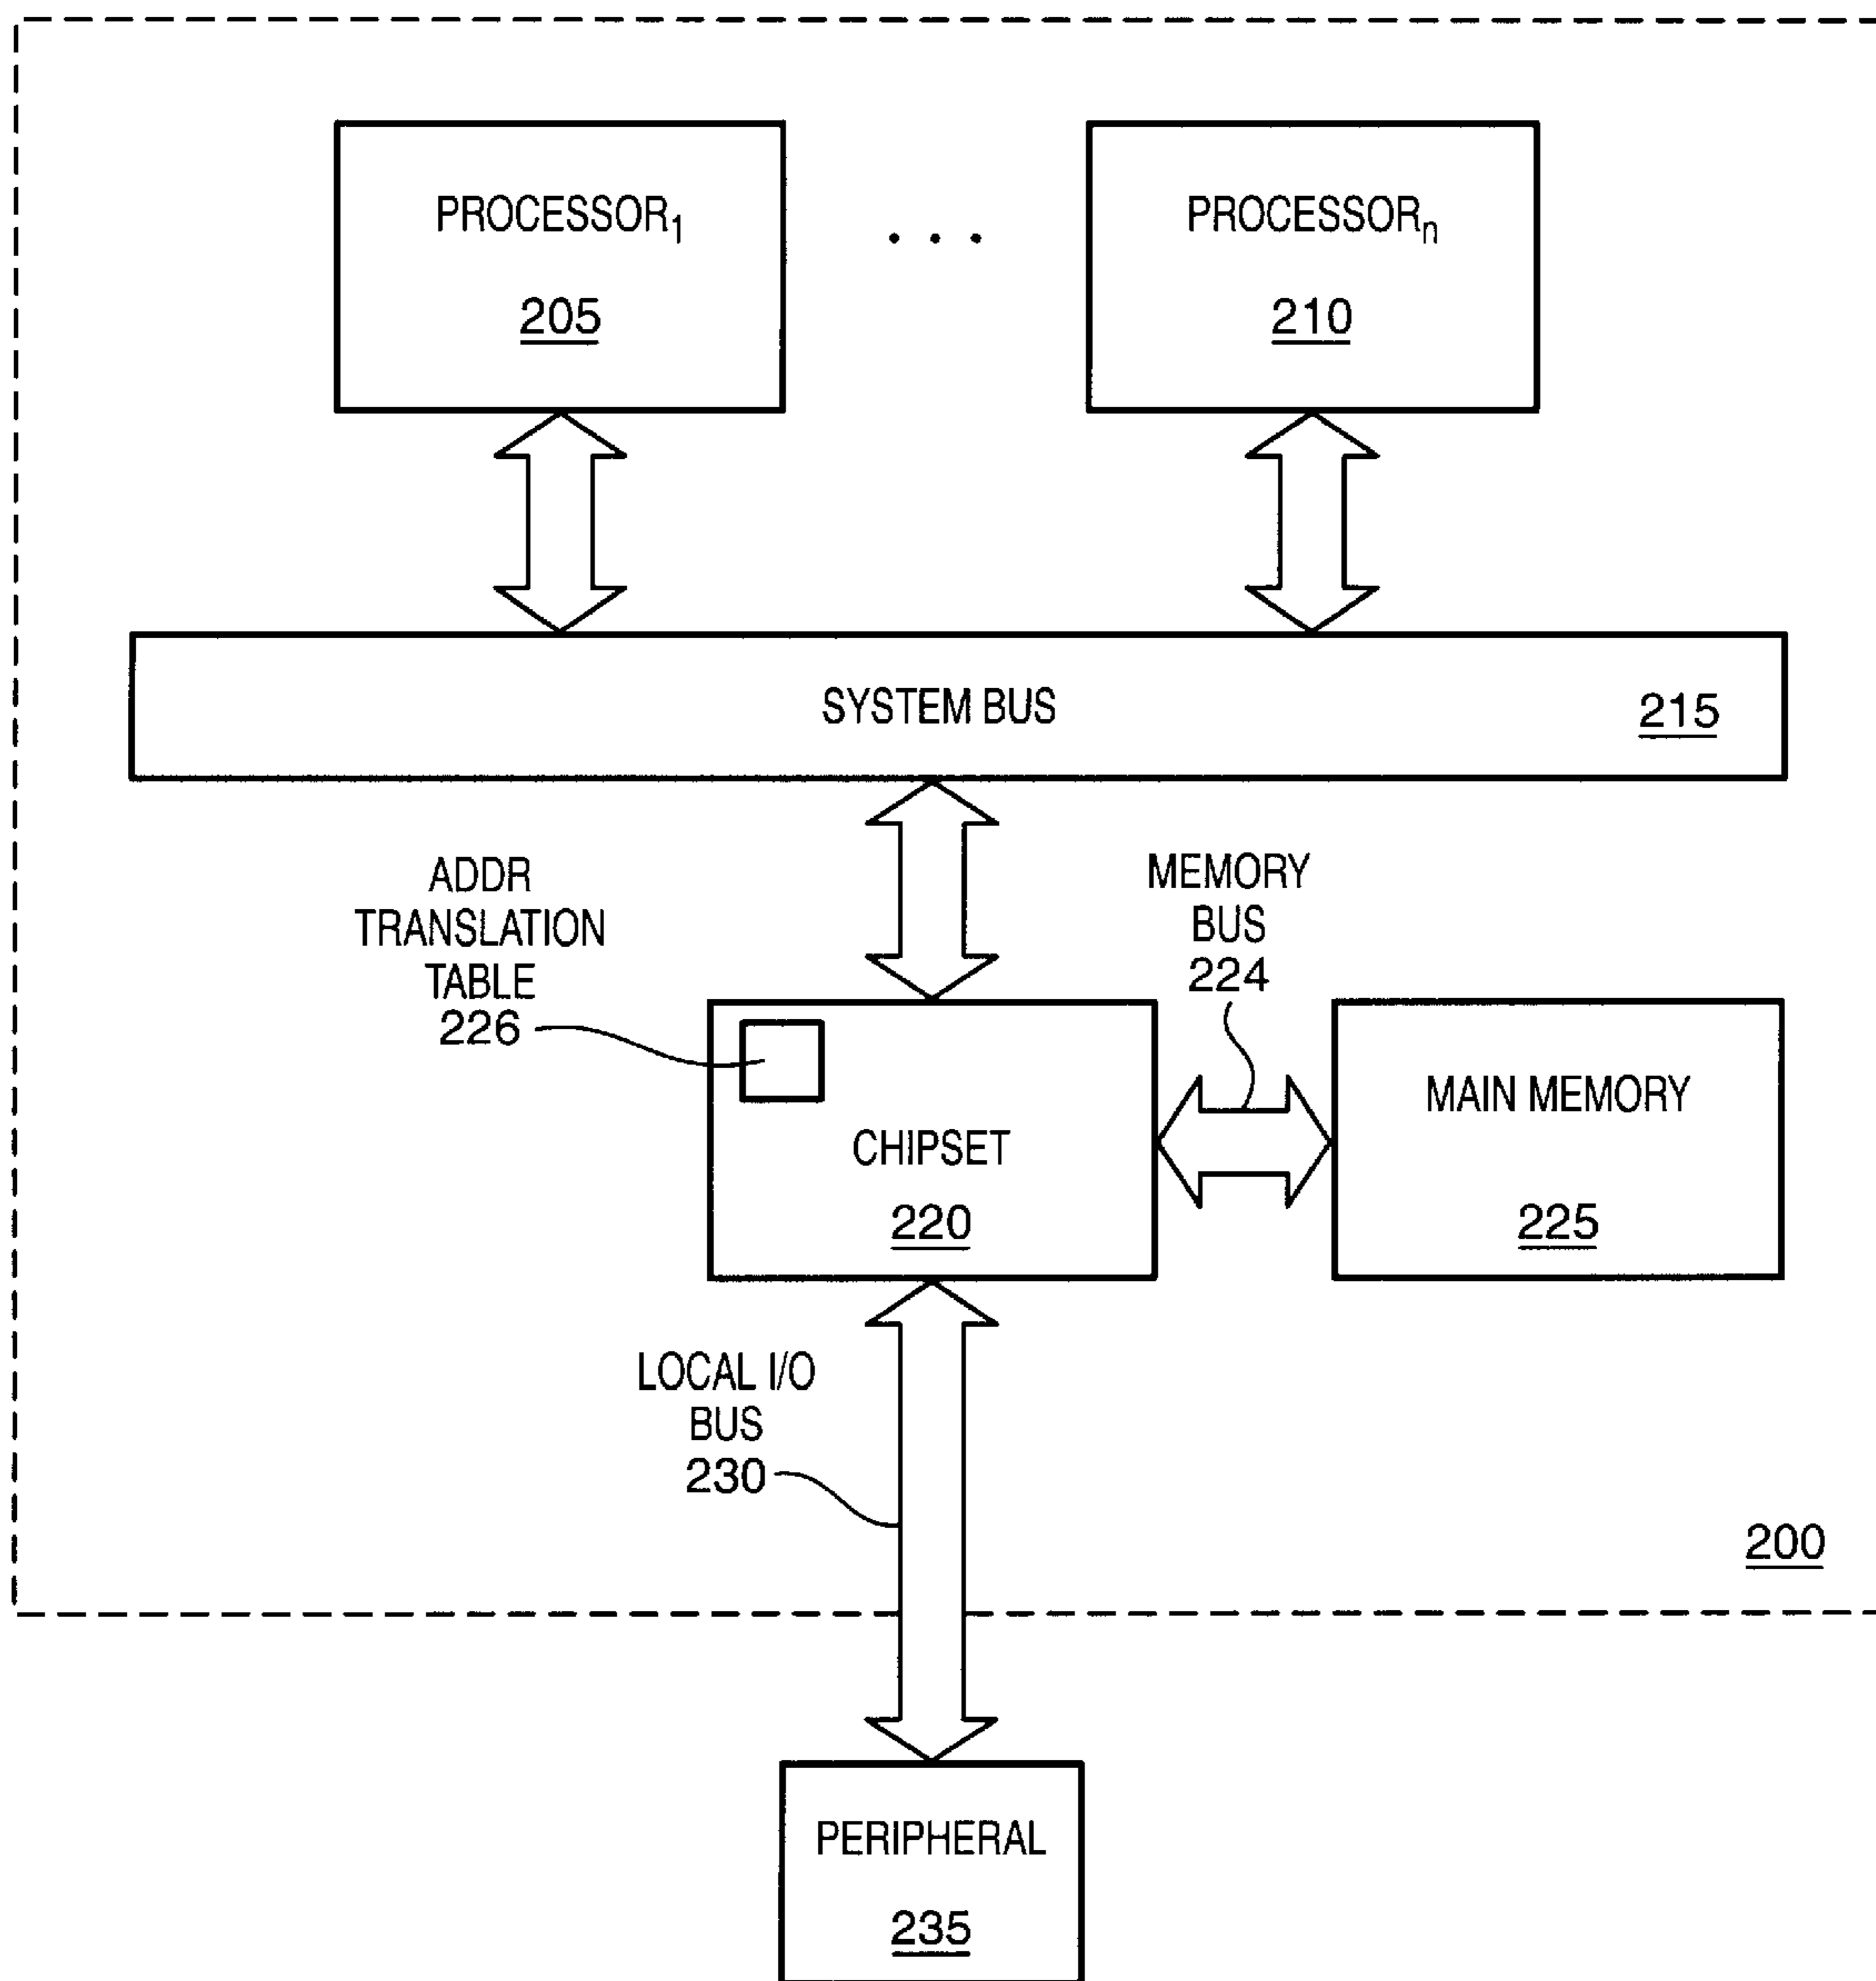 PROCESSOR₁
205
. . .
PROCESSORₙ
210
SYSTEM BUS
215
ADDR
TRANSLATION
TABLE
226
MEMORY
BUS
224
CHIPSET
220
MAIN MEMORY
225
LOCAL I/O
BUS
230
200
PERIPHERAL
235